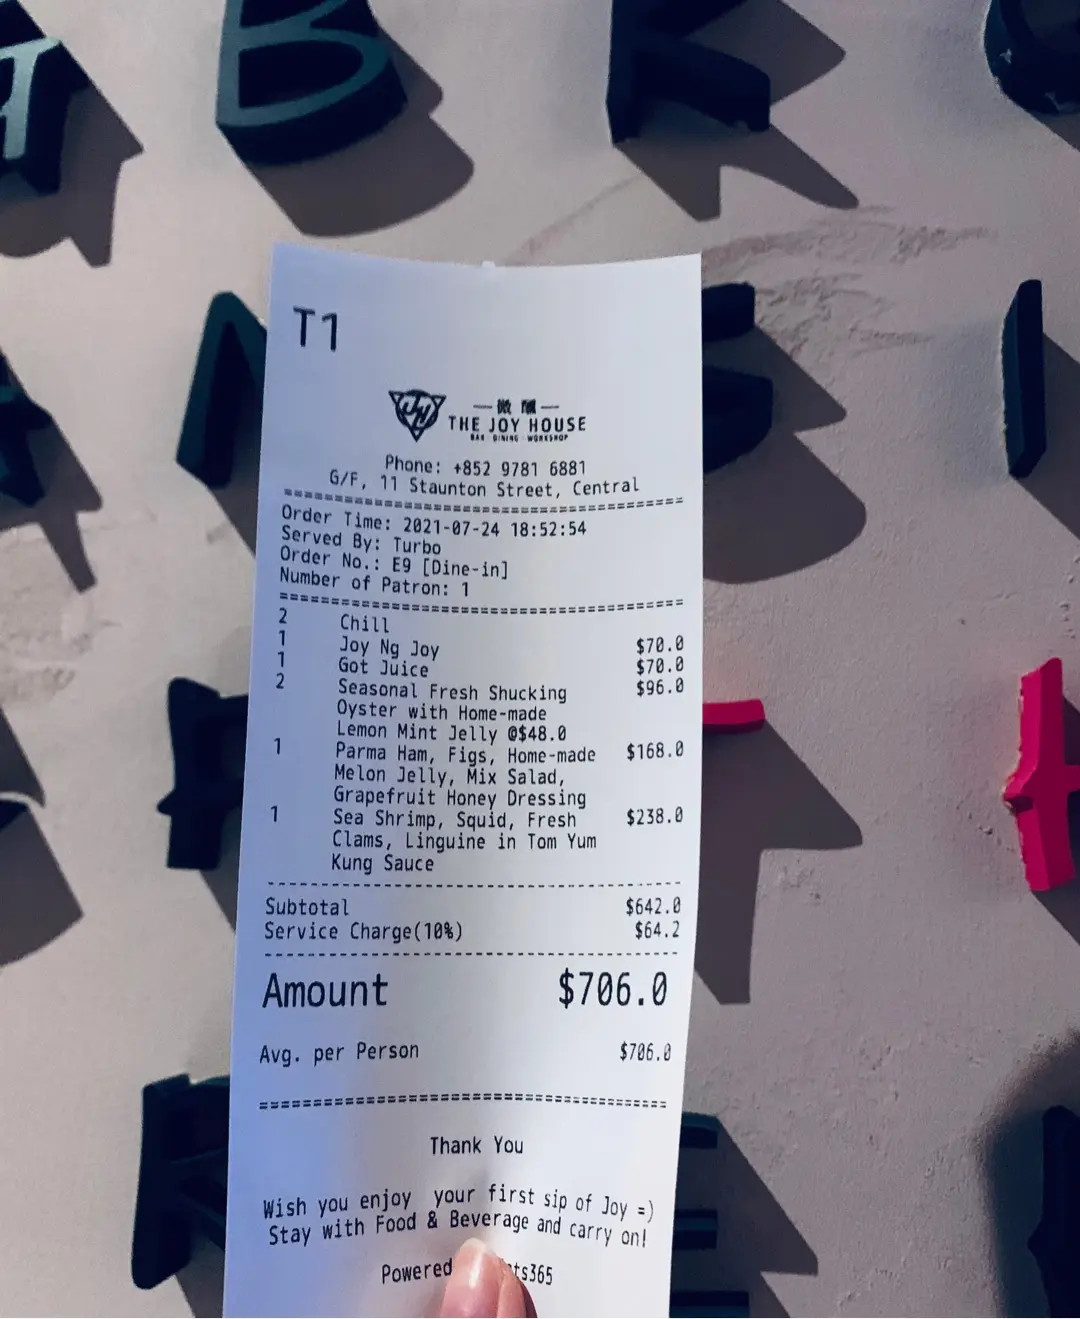 T1
微醺
THE JOY HOUSE
BAR · DINING · WORKSHOP
Phone: +852 9781 6881
G/F, 11 Staunton Street, Central
Order Time: 2021-07-24 18:52:54
Served By: Turbo
Order No.: E9 [Dine-in]
Number of Patron: 1
2 Chill
1 Joy Ng Joy $70.0
1 Got Juice $70.0
2 Seasonal Fresh Shucking $96.0
Oyster with Home-made
Lemon Mint Jelly @$48.0
1 Parma Ham, Figs, Home-made $168.0
Melon Jelly, Mix Salad,
Grapefruit Honey Dressing
1 Sea Shrimp, Squid, Fresh $238.0
Clams, Linguine in Tom Yum
Kung Sauce
Subtotal $642.0
Service Charge(10%) $64.2
Amount $706.0
Avg. per Person $706.0
Thank You
Wish you enjoy your first sip of Joy =)
Stay with Food & Beverage and carry on!
Powered